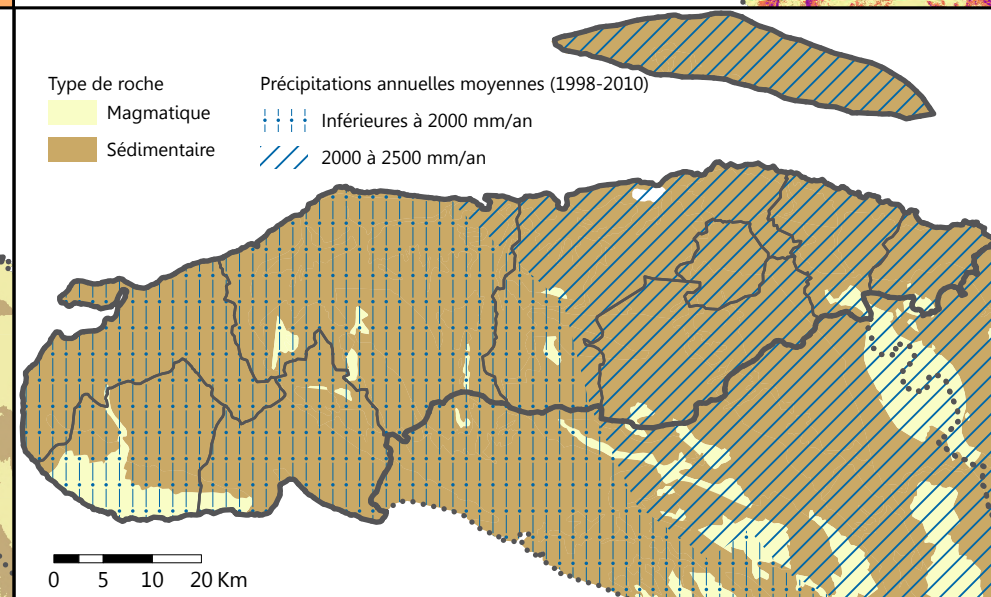 Type de roche
Magmatique
Sédimentaire
Précipitations annuelles moyennes (1998-2010)
Inférieures à 2000 mm/an
2000 à 2500 mm/an
0 5 10 20 Km